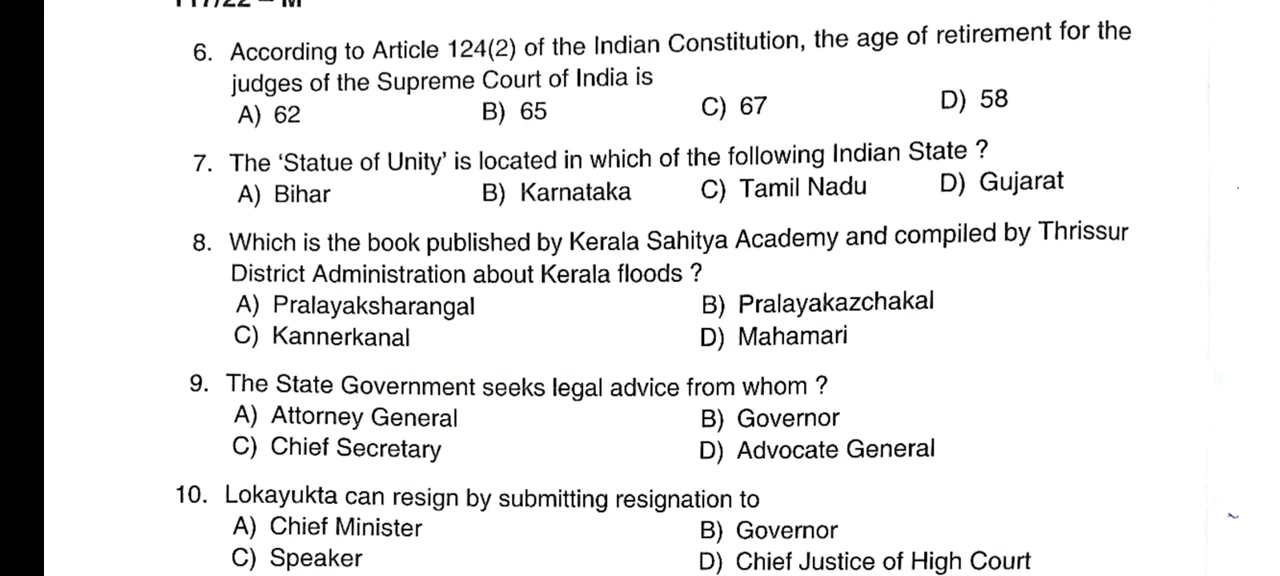 6. According to Article 124(2) of the Indian Constitution, the age of retirement for the
judges of the Supreme Court of India is
A) 62 B) 65 C) 67 D) 58
7. The ‘Statue of Unity’ is located in which of the following Indian State ?
A) Bihar B) Karnataka C) Tamil Nadu D) Gujarat
8. Which is the book published by Kerala Sahitya Academy and compiled by Thrissur
District Administration about Kerala floods ?
A) Pralayaksharangal B) Pralayakazchakal
C) Kannerkanal D) Mahamari
9. The State Government seeks legal advice from whom ?
A) Attorney General B) Governor
C) Chief Secretary D) Advocate General
10. Lokayukta can resign by submitting resignation to
A) Chief Minister B) Governor
C) Speaker D) Chief Justice of High Court